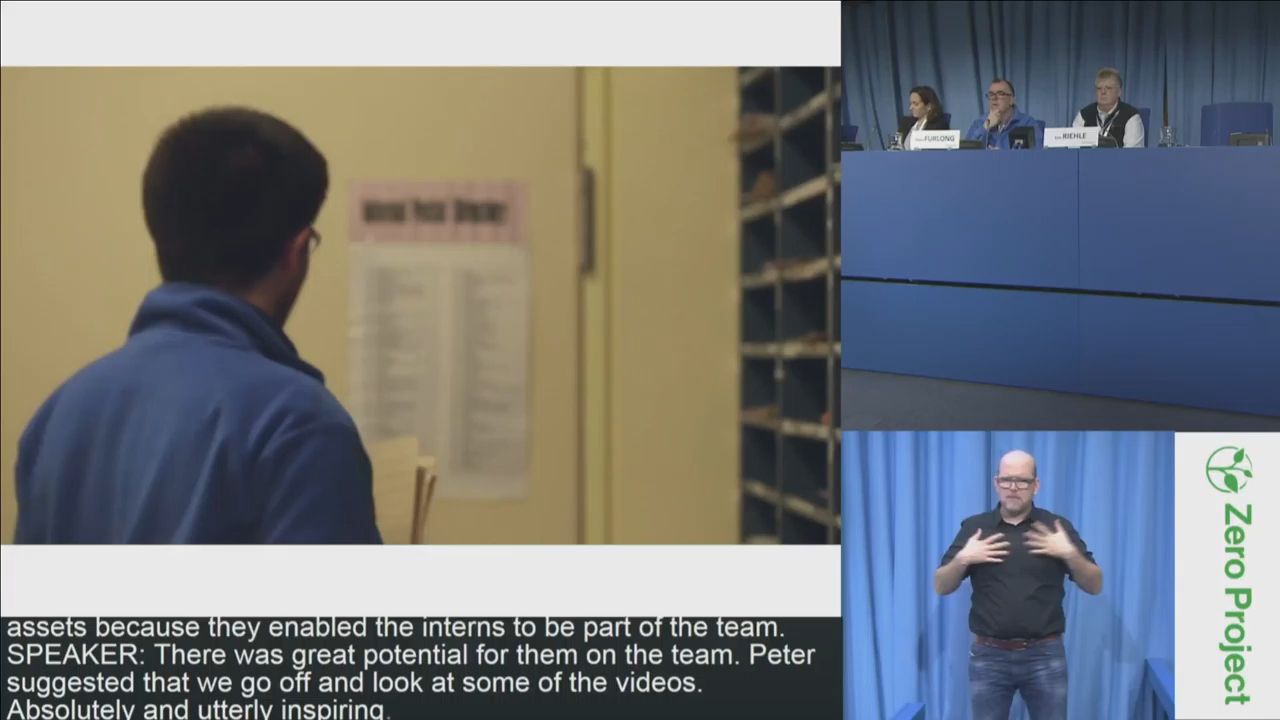 FURLONG
RIEHLE
assets because they enabled the interns to be part of the team.
SPEAKER: There was great potential for them on the team. Peter
suggested that we go off and look at some of the videos.
Absolutely and utterly inspiring.
Zero Project